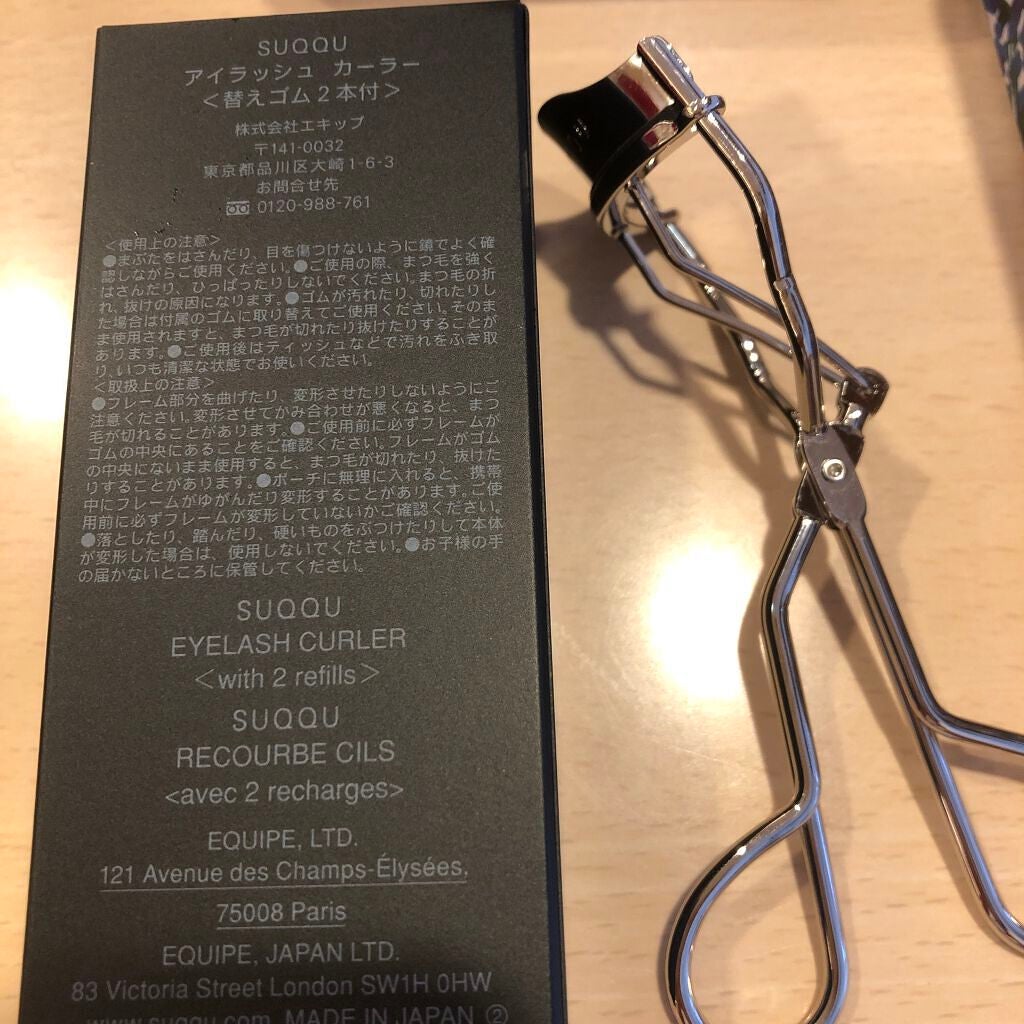 SUQQU
アイラッシュ カーラー
＜替えゴム2本付＞
株式会社エキップ
〒141-0032
東京都品川区大崎1-6-3
お問合せ先
0120-988-761
＜使用上の注意＞
●まぶたをはさんだり、目を傷つけないように鏡でよく確
認しながらご使用ください。●ご使用の際、まつ毛を強く
はさんだり、ひっぱったりしないでください。まつ毛の折
れ、抜けの原因になります。●ゴムが汚れたり、切れたりし
た場合は付属のゴムに取り替えてご使用ください。そのま
ま使用されますと、まつ毛が切れたり抜けたりすることが
あります。●ご使用後はティッシュなどで汚れをふき取
り、いつも清潔な状態でお使いください。
＜取扱上の注意＞
●フレーム部分を曲げたり、変形させたりしないようにご
注意ください。変形させてかみ合わせが悪くなると、まつ
毛が切れることがあります。●ご使用前に必ずフレームが
ゴムの中央にあることをご確認ください。フレームがゴム
の中央にないまま使用すると、まつ毛が切れたり、抜けた
りすることがあります。●ポーチに無理に入れると、携帯
中にフレームがゆがんだり変形することがあります。ご使
用前に必ずフレームが変形していないかご確認ください。
●落としたり、踏んだり、硬いものをぶつけたりして本体
が変形した場合は、使用しないでください。●お子様の手
の届かないところに保管してください。
SUQQU
EYELASH CURLER
＜with 2 refills＞
SUQQU
RECOURBE CILS
<avec 2 recharges>
EQUIPE, LTD.
121 Avenue des Champs-Élysées,
75008 Paris
EQUIPE, JAPAN LTD.
83 Victoria Street London SW1H 0HW
www.suqqu.com MADE IN JAPAN ②